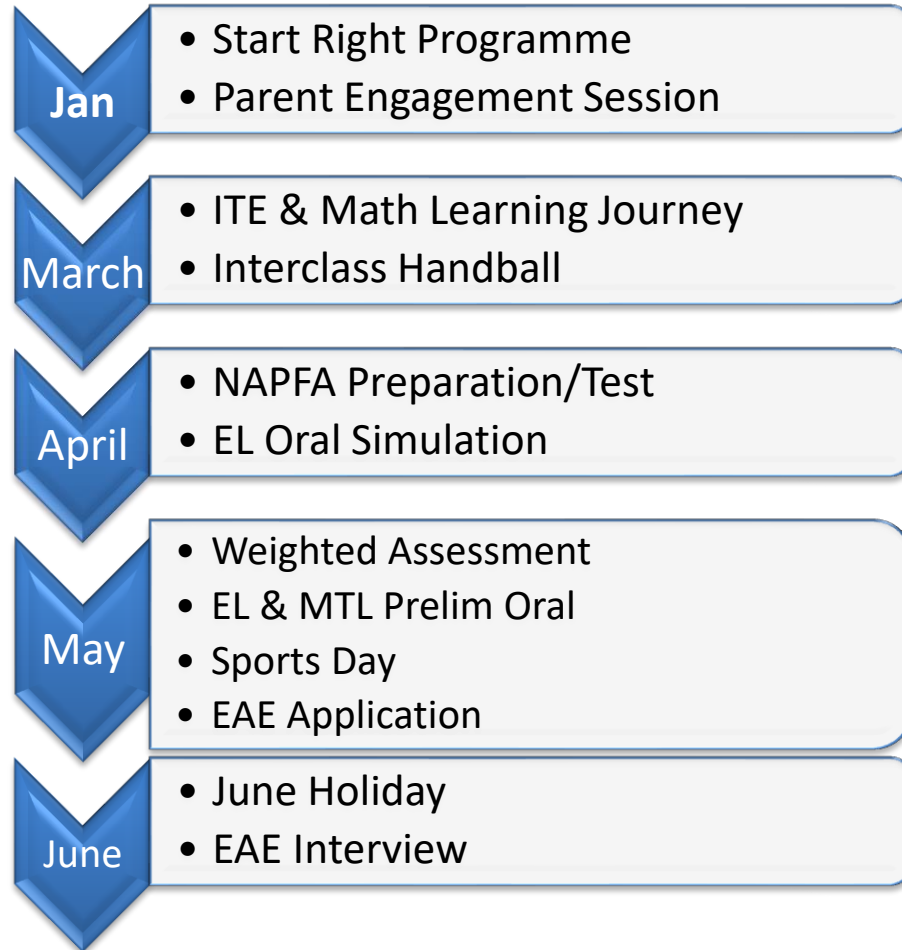 Jan
• Start Right Programme
• Parent Engagement Session
March
• ITE & Math Learning Journey
• Interclass Handball
April
• NAPFA Preparation/Test
• EL Oral Simulation
May
• Weighted Assessment
• EL & MTL Prelim Oral
• Sports Day
• EAE Application
June
• June Holiday
• EAE Interview